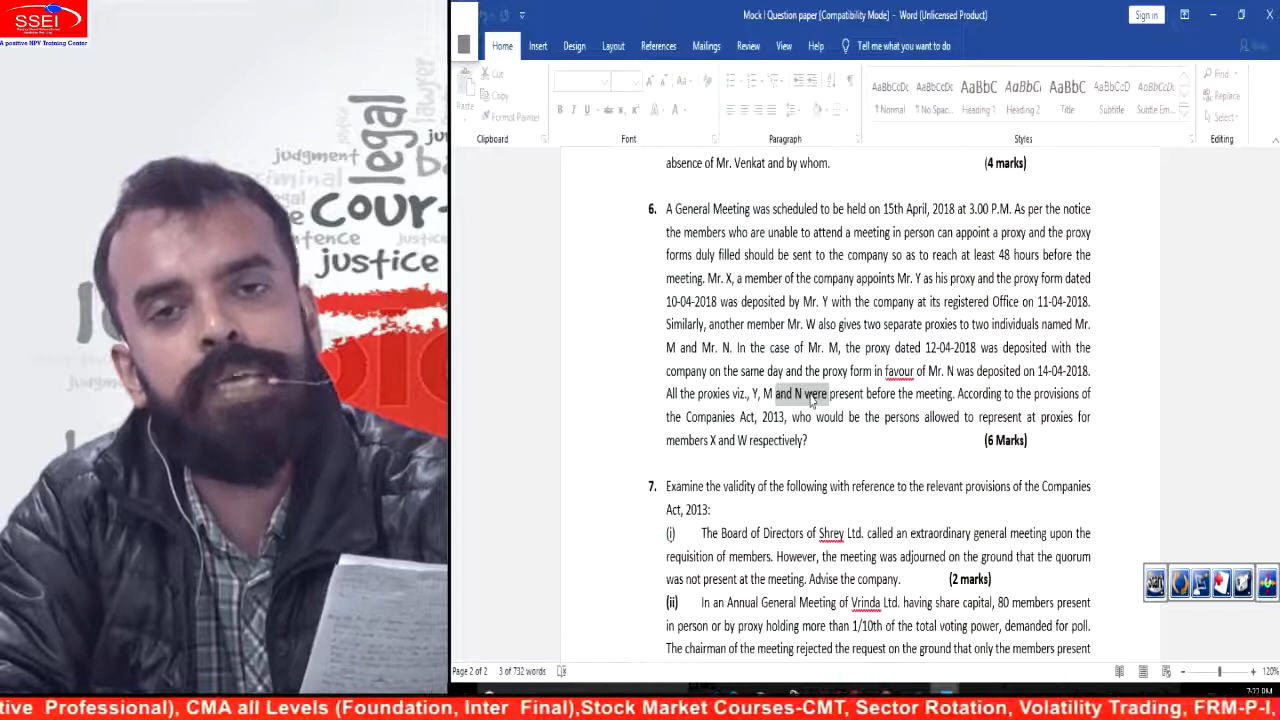 SSEI
A positive NPV Training Center
Mock I Question paper [Compatibility Mode] - Word (Unlicensed Product)
Sign in
Home Insert Design Layout References Mailings Review View Help Tell me what you want to do
Paste
Cut
Copy
Format Painter
Clipboard Font Paragraph Styles Editing
AaBbCcDc AaBbCcDc AaBbC AaBbCc AaBbC AaBbCcD AaBbCcDc
¶ Normal ¶ No Spac... Heading 1 Heading 2 Title Subtitle Subtle Em...
Find
Replace
Select
judgment
legal
lawyer
cour-
justice
absence of Mr. Venkat and by whom. (4 marks)
6. A General Meeting was scheduled to be held on 15th April, 2018 at 3.00 P.M. As per the notice
the members who are unable to attend a meeting in person can appoint a proxy and the proxy
forms duly filled should be sent to the company so as to reach at least 48 hours before the
meeting. Mr. X, a member of the company appoints Mr. Y as his proxy and the proxy form dated
10-04-2018 was deposited by Mr. Y with the company at its registered Office on 11-04-2018.
Similarly, another member Mr. W also gives two separate proxies to two individuals named Mr.
M and Mr. N. In the case of Mr. M, the proxy dated 12-04-2018 was deposited with the
company on the same day and the proxy form in favour of Mr. N was deposited on 14-04-2018.
All the proxies viz., Y, M and N were present before the meeting. According to the provisions of
the Companies Act, 2013, who would be the persons allowed to represent at proxies for
members X and W respectively? (6 Marks)
7. Examine the validity of the following with reference to the relevant provisions of the Companies
Act, 2013:
(i) The Board of Directors of Shrey Ltd. called an extraordinary general meeting upon the
requisition of members. However, the meeting was adjourned on the ground that the quorum
was not present at the meeting. Advise the company. (2 marks)
(ii) In an Annual General Meeting of Vrinda Ltd. having share capital, 80 members present
in person or by proxy holding more than 1/10th of the total voting power, demanded for poll.
The chairman of the meeting rejected the request on the ground that only the members present
Page 2 of 2 3 of 732 words 120%
tive Professional), CMA all Levels (Foundation, Inter Final),Stock Market Courses-CMT, Sector Rotation, Volatility Trading, FRM-P-I,